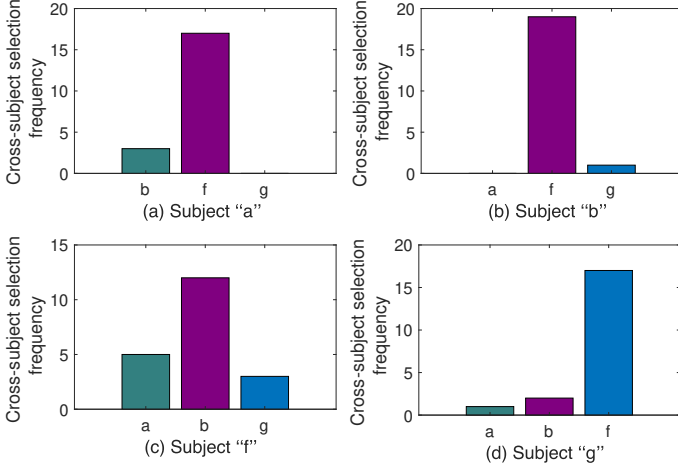 Cross-subject selection
frequency
20
15
10
5
0
b f g
(a) Subject “a”
Cross-subject selection
frequency
20
15
10
5
0
a f g
(b) Subject “b”
Cross-subject selection
frequency
15
10
5
0
a b g
(c) Subject “f”
Cross-subject selection
frequency
20
15
10
5
0
a b f
(d) Subject “g”